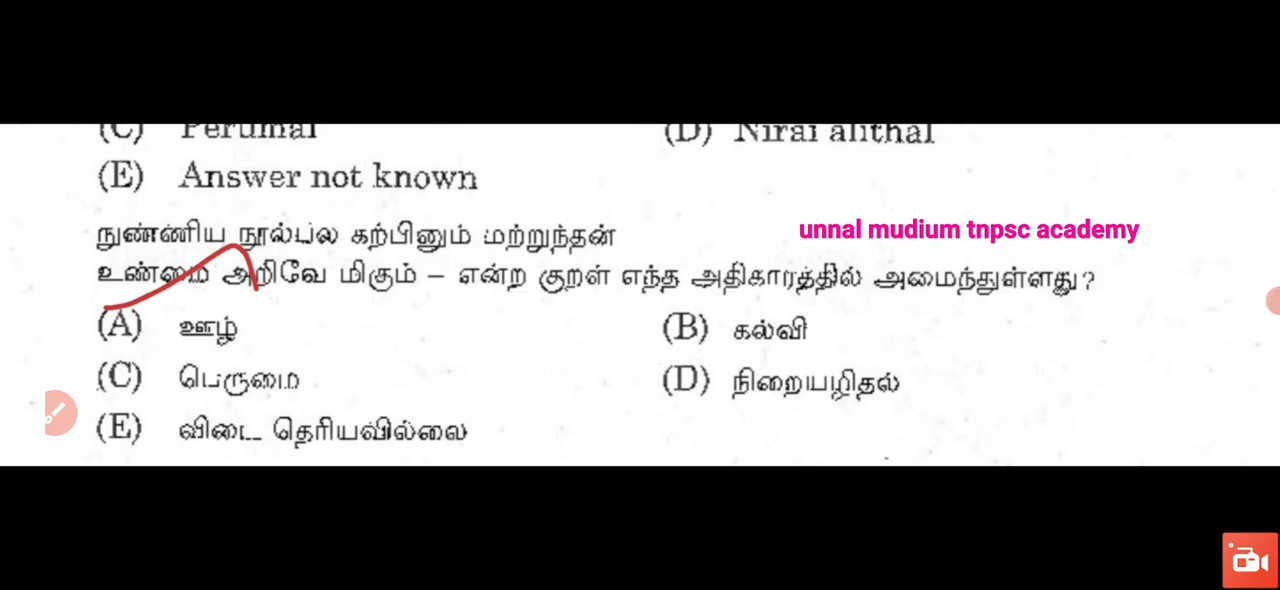 (C) Perumai
(D) Nirai alithal
(E) Answer not known
நுண்ணிய நூல்பல கற்பினும் மற்றுந்தன்
unnal mudium tnpsc academy
உண்மை அறிவே மிகும் – என்ற குறள் எந்த அதிகாரத்தில் அமைந்துள்ளது?
(A) ஊழ்
(B) கல்வி
(C) பெருமை
(D) நிறையழிதல்
(E) விடை தெரியவில்லை